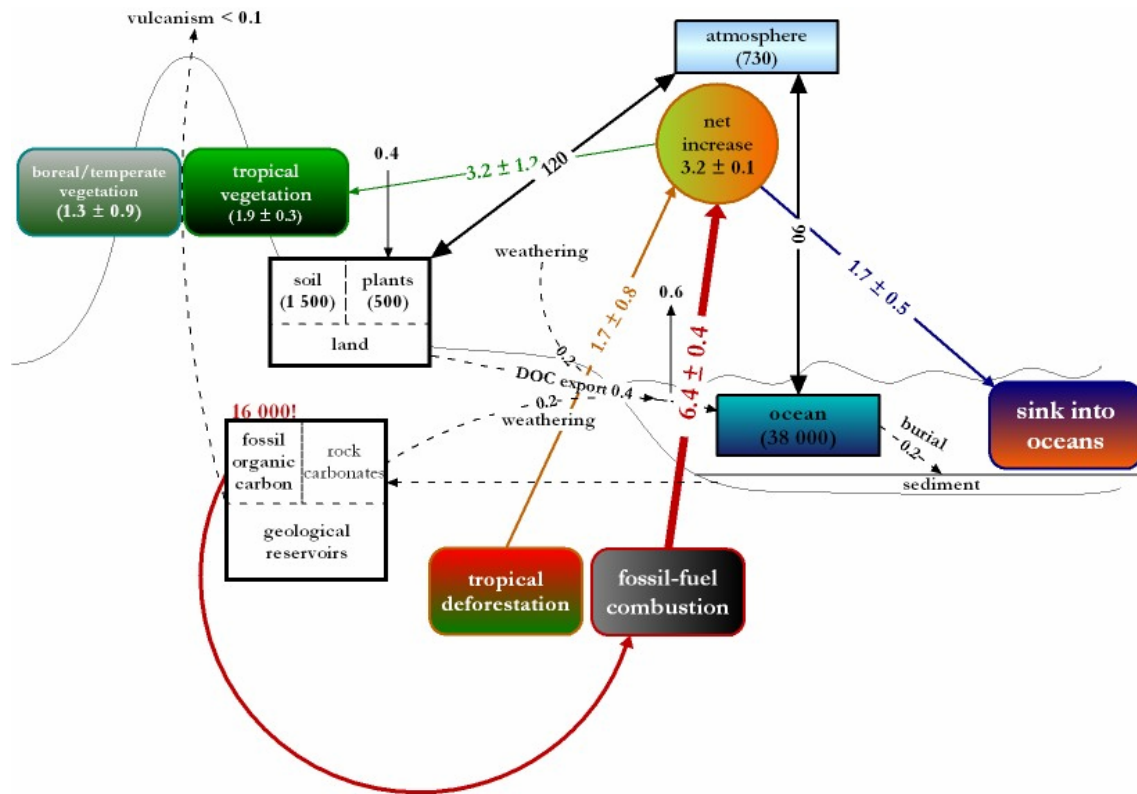 vulcanism < 0.1
atmosphere
(730)
net
increase
3.2 ± 0.1
boreal/temperate
vegetation
(1.3 ± 0.9)
tropical
vegetation
(1.9 ± 0.3)
0.4
3.2 ± 1.2
120
90
soil
(1 500)
plants
(500)
land
weathering
0.6
1.7 ± 0.8
6.4 ± 0.4
1.7 ± 0.5
0.2-
DOC export 0.4
0.2-
weathering
ocean
(38 000)
burial
-0.2-
sink into
oceans
sediment
16 000!
fossil
organic
carbon
rock
carbonates
geological
reservoirs
tropical
deforestation
fossil-fuel
combustion